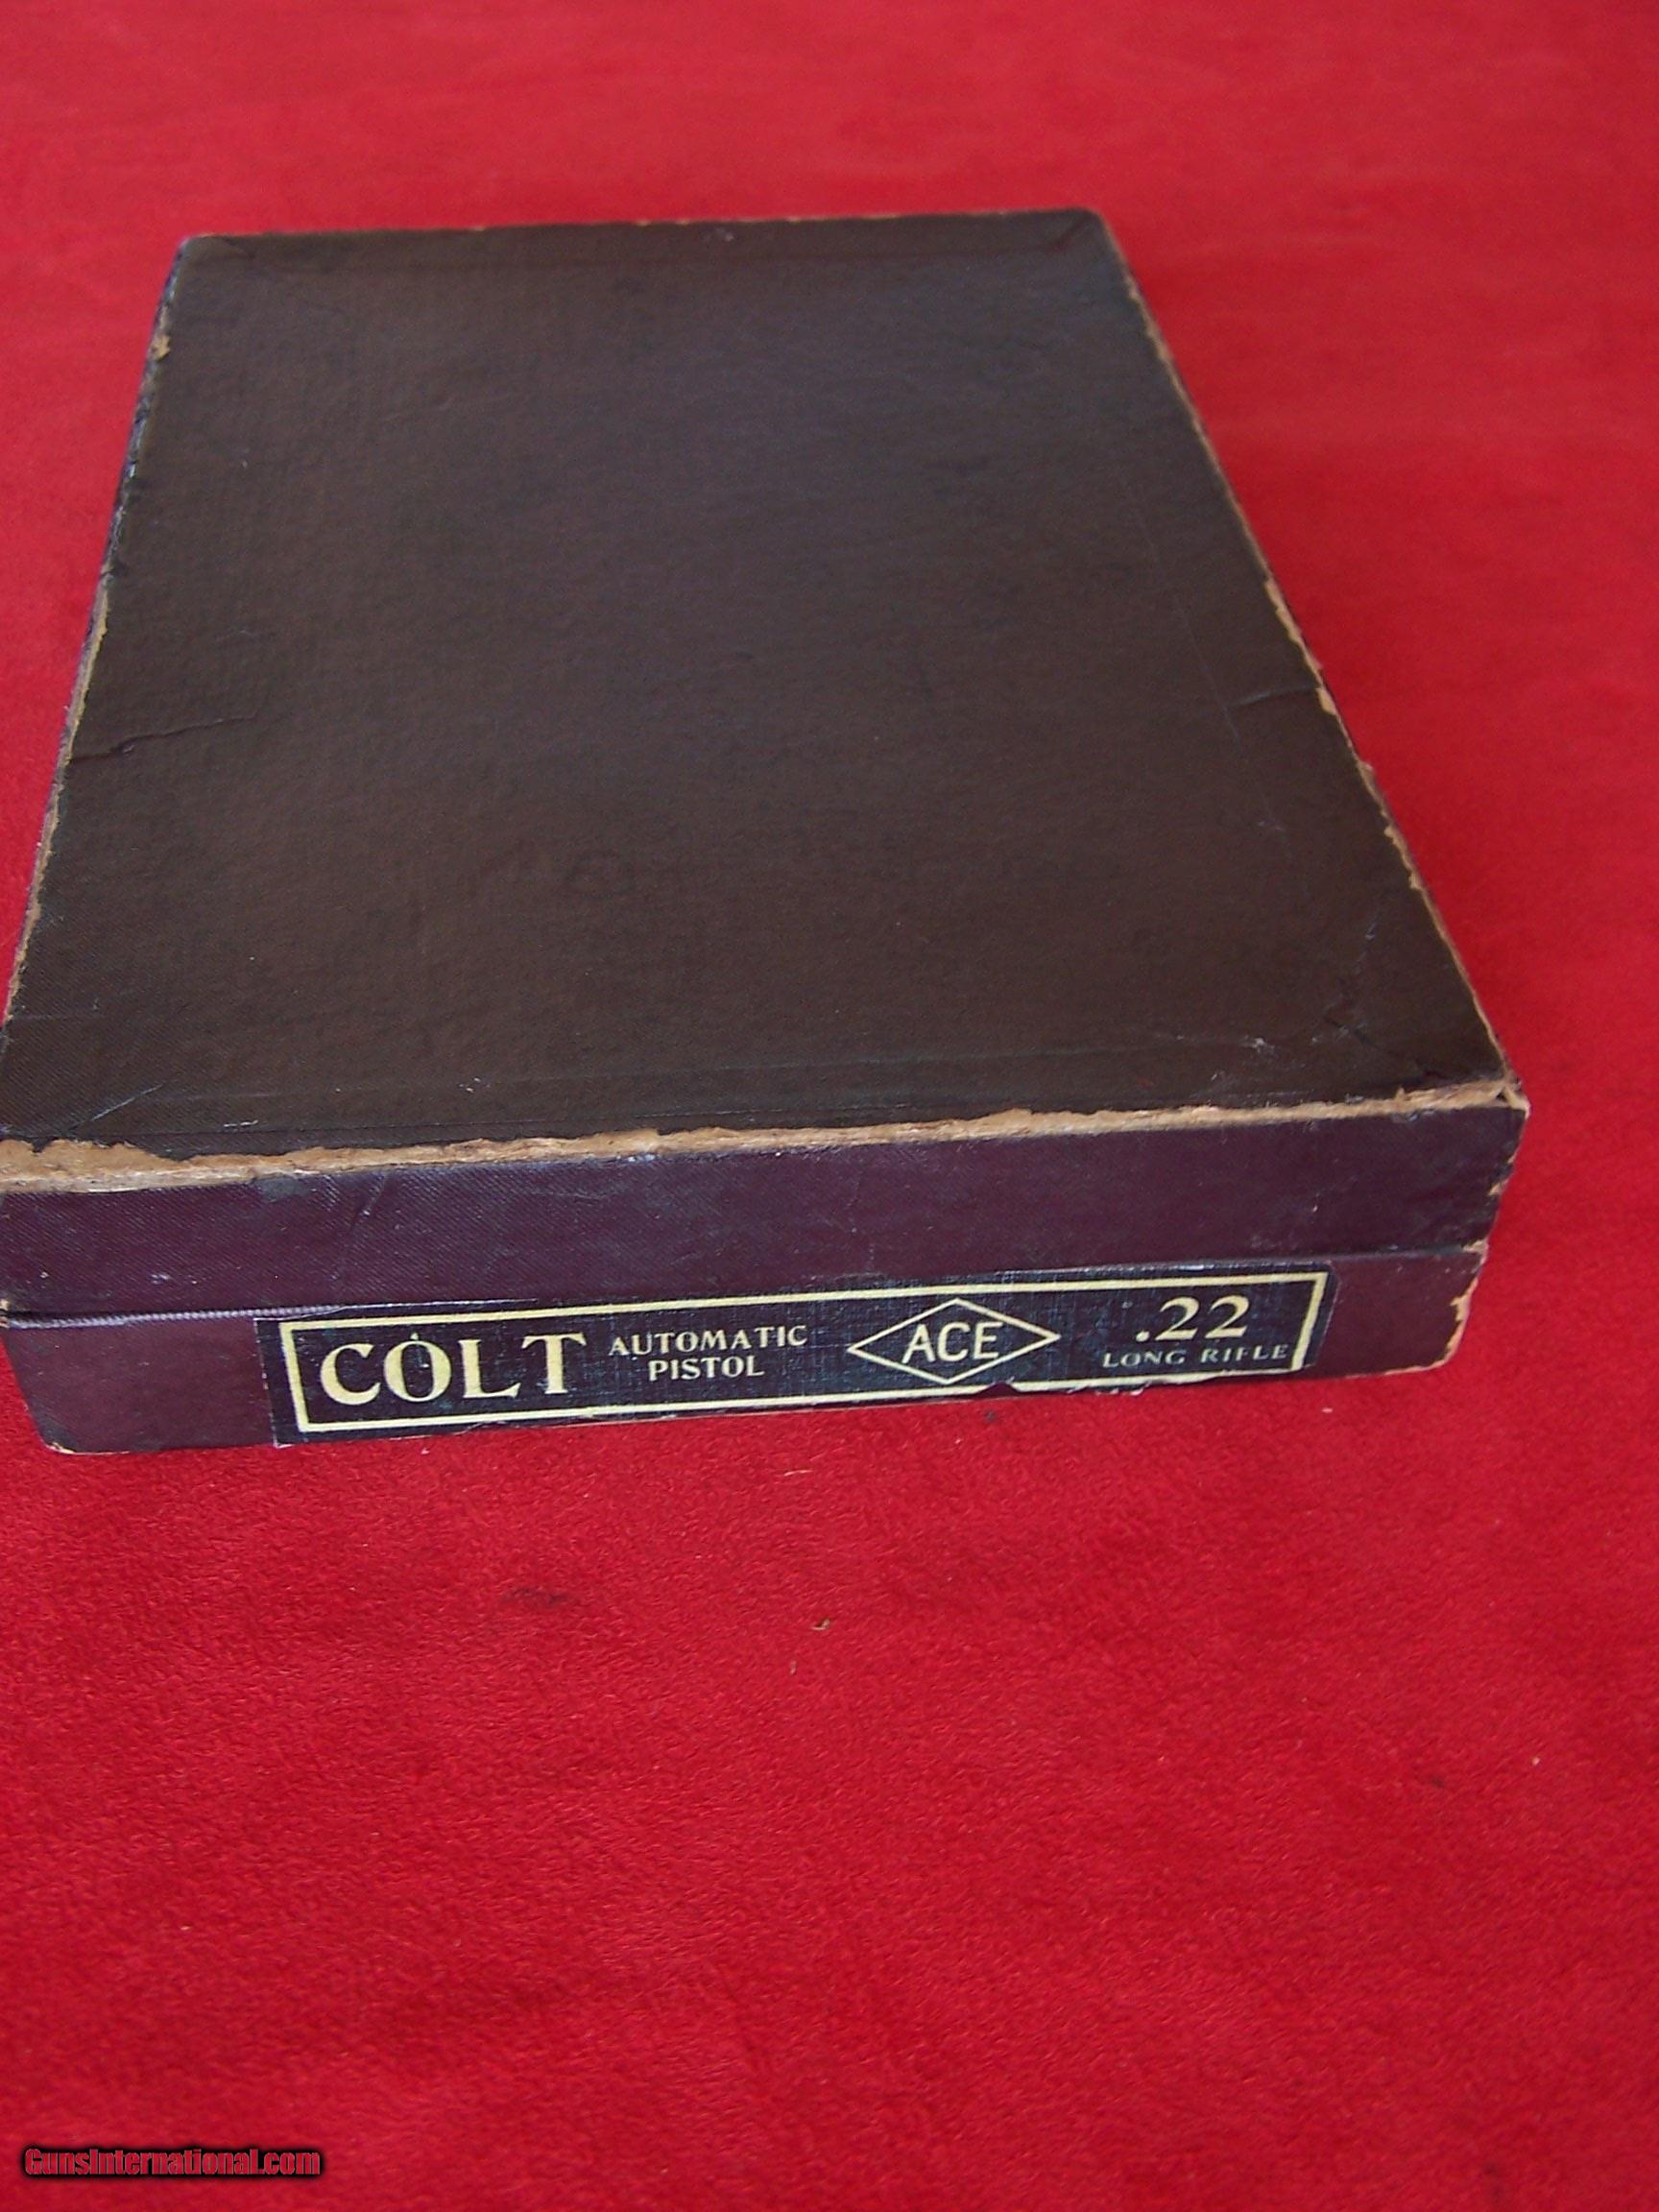 COLT AUTOMATIC PISTOL ACE .22 LONG RIFLE
GunsInternational.com